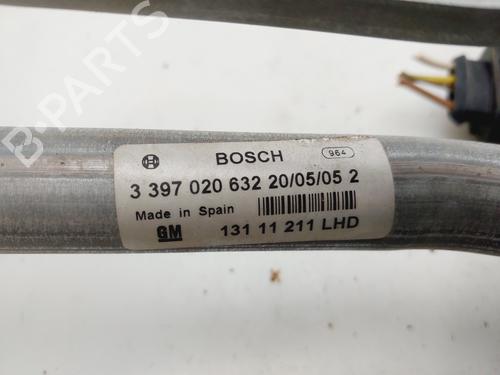 BOSCH 964
3 397 020 632 20/05/05 2
Made in Spain
GM 131 11 211 LHD
B-PARTS